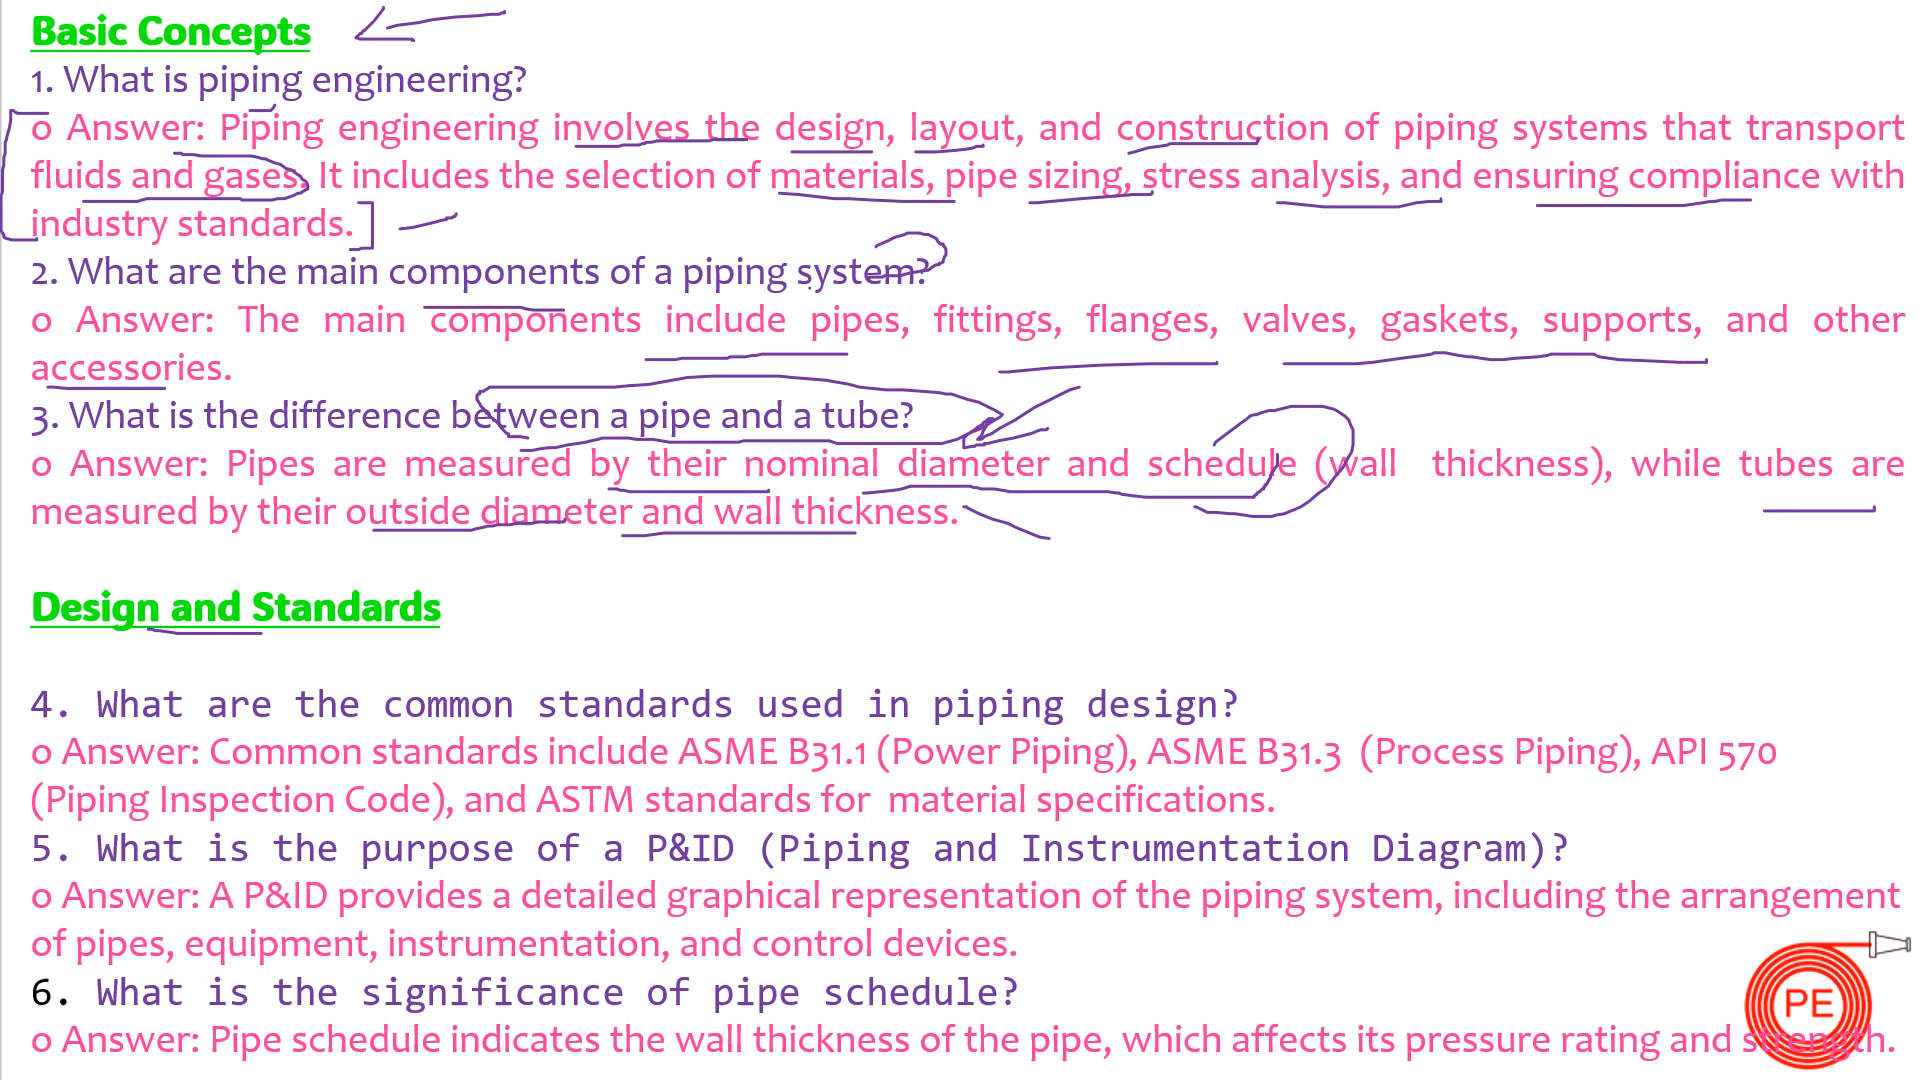 Basic Concepts
1. What is piping engineering?
o Answer: Piping engineering involves the design, layout, and construction of piping systems that transport
fluids and gases. It includes the selection of materials, pipe sizing, stress analysis, and ensuring compliance with
industry standards.
2. What are the main components of a piping system?
o Answer: The main components include pipes, fittings, flanges, valves, gaskets, supports, and other
accessories.
3. What is the difference between a pipe and a tube?
o Answer: Pipes are measured by their nominal diameter and schedule (wall thickness), while tubes are
measured by their outside diameter and wall thickness.
Design and Standards
4. What are the common standards used in piping design?
o Answer: Common standards include ASME B31.1 (Power Piping), ASME B31.3 (Process Piping), API 570
(Piping Inspection Code), and ASTM standards for material specifications.
5. What is the purpose of a P&ID (Piping and Instrumentation Diagram)?
o Answer: A P&ID provides a detailed graphical representation of the piping system, including the arrangement
of pipes, equipment, instrumentation, and control devices.
6. What is the significance of pipe schedule?
PE
o Answer: Pipe schedule indicates the wall thickness of the pipe, which affects its pressure rating and strength.